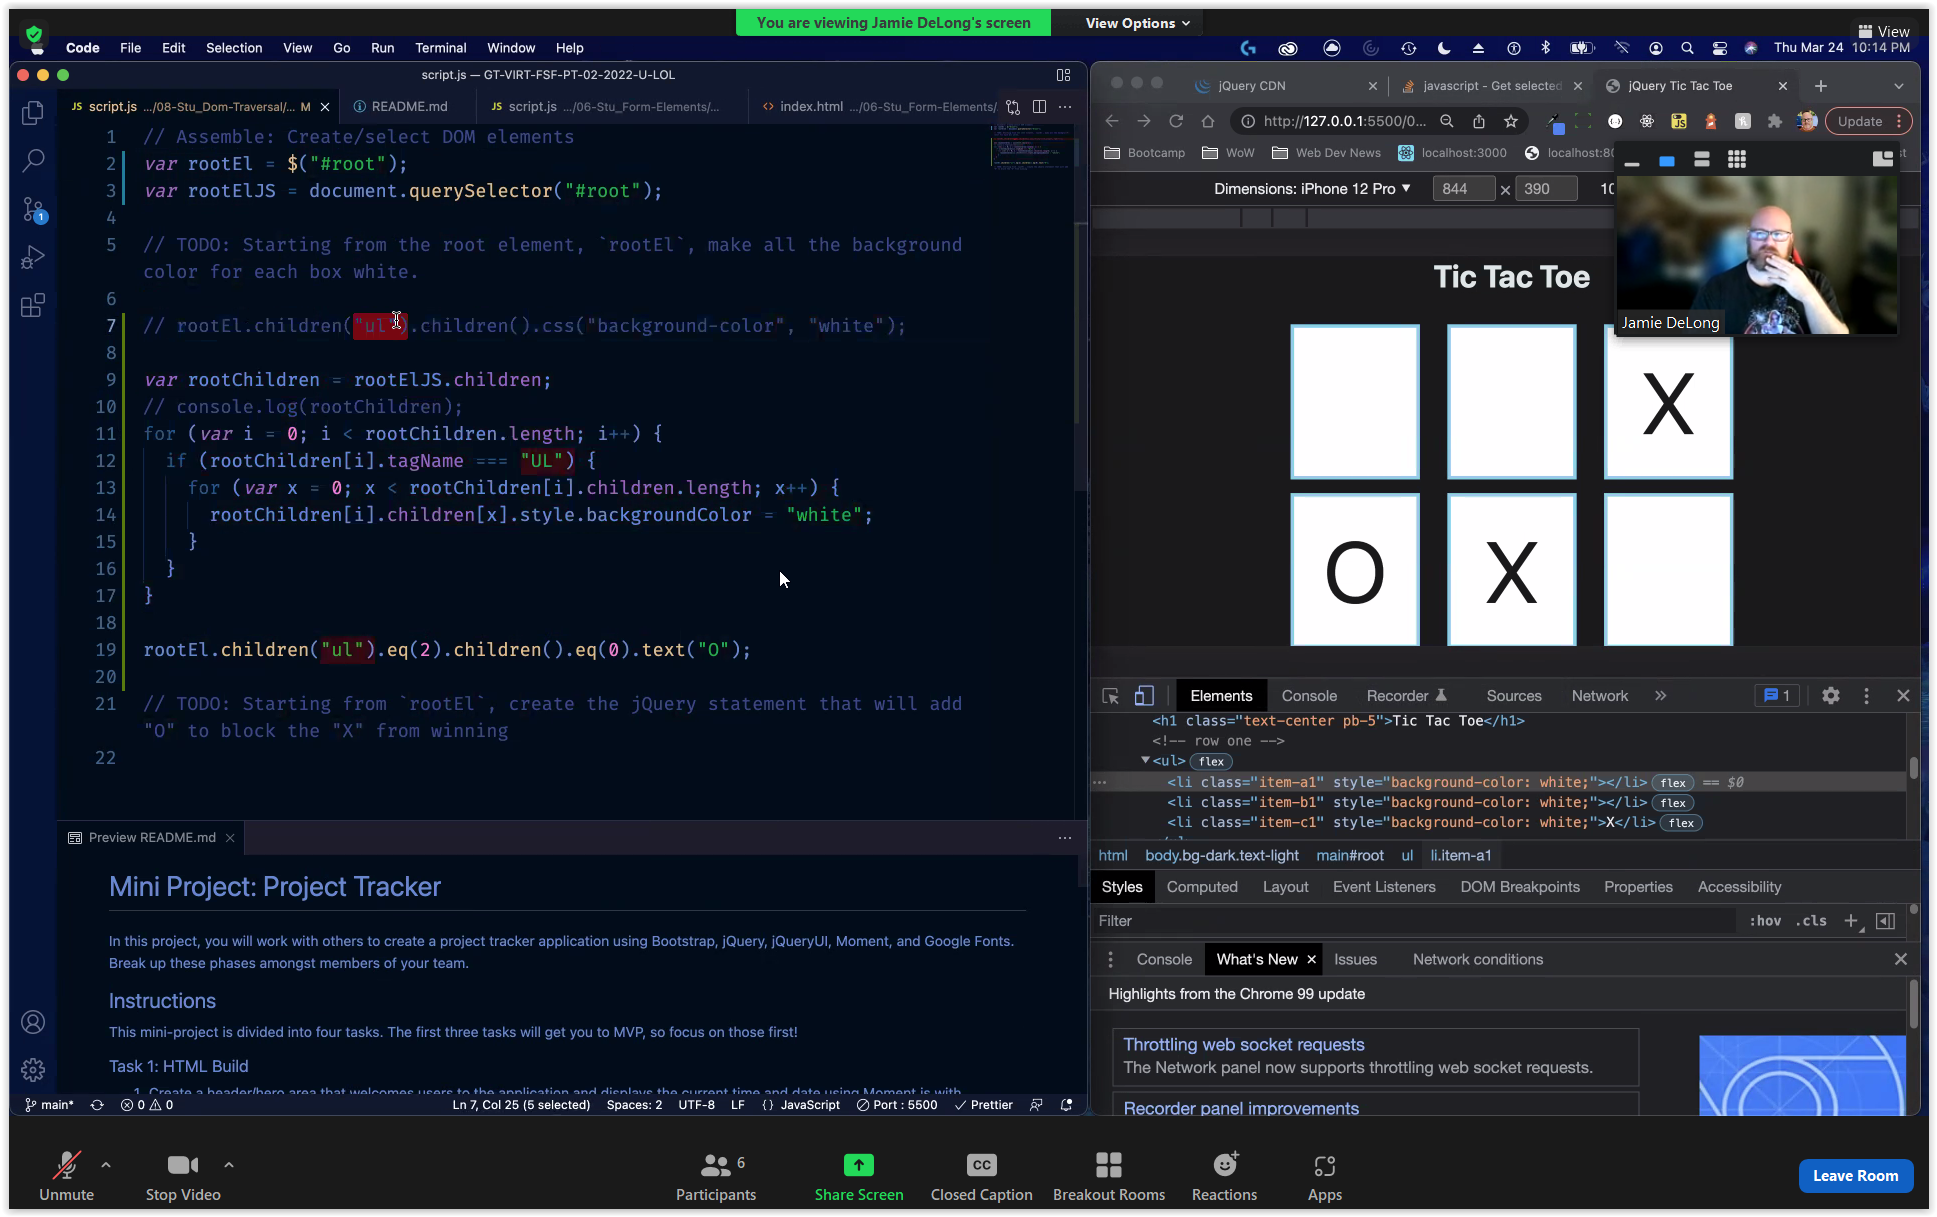 You are viewing Jamie DeLong's screen
View Options
View
Code File Edit Selection View Go Run Terminal Window Help
Thu Mar 24 10:14 PM
script.js — GT-VIRT-FSF-PT-02-2022-U-LOL
JS script.js .../08-Stu_Dom-Traversal/... M
README.md
JS script.js .../06-Stu_Form-Elements/...
<> index.html .../06-Stu_Form-Elements/
1 // Assemble: Create/select DOM elements
2 var rootEl = $("#root");
3 var rootElJS = document.querySelector("#root");
4
5 // TODO: Starting from the root element, `rootEl`, make all the background
color for each box white.
6
7 // rootEl.children("ul").children().css("background-color", "white");
8
9 var rootChildren = rootElJS.children;
10 // console.log(rootChildren);
11 for (var i = 0; i < rootChildren.length; i++) {
12 if (rootChildren[i].tagName === "UL") {
13 for (var x = 0; x < rootChildren[i].children.length; x++) {
14 rootChildren[i].children[x].style.backgroundColor = "white";
15 }
16 }
17 }
18
19 rootEl.children("ul").eq(2).children().eq(0).text("O");
20
21 // TODO: Starting from `rootEl`, create the jQuery statement that will add
"O" to block the "X" from winning
22
1
Preview README.md
Mini Project: Project Tracker
In this project, you will work with others to create a project tracker application using Bootstrap, jQuery, jQueryUI, Moment, and Google Fonts.
Break up these phases amongst members of your team.
Instructions
This mini-project is divided into four tasks. The first three tasks will get you to MVP, so focus on those first!
Task 1: HTML Build
1. Create a header/hero area that welcomes users to the application and displays the current time and date using Moment.js with
main* 0 0 Ln 7, Col 25 (5 selected) Spaces: 2 UTF-8 LF {} JavaScript Port : 5500 Prettier
jQuery CDN
javascript - Get selected
jQuery Tic Tac Toe
http://127.0.0.1:5500/0...
Update
Bootcamp WoW Web Dev News localhost:3000 localhost:80
Dimensions: iPhone 12 Pro 844 x 390 10
Jamie DeLong
Tic Tac Toe
X
O X
Elements Console Recorder Sources Network » 1
<h1 class="text-center pb-5">Tic Tac Toe</h1>
<!-- row one -->
<ul> flex
<li class="item-a1" style="background-color: white;"></li> flex == $0
<li class="item-b1" style="background-color: white;"></li> flex
<li class="item-c1" style="background-color: white;">X</li> flex
html body.bg-dark.text-light main#root ul li.item-a1
Styles Computed Layout Event Listeners DOM Breakpoints Properties Accessibility
Filter :hov .cls +
Console What's New Issues Network conditions
Highlights from the Chrome 99 update
Throttling web socket requests
The Network panel now supports throttling web socket requests.
Recorder panel improvements
Unmute
Stop Video
Participants 6
Share Screen
CC Closed Caption
Breakout Rooms
Reactions
Apps
Leave Room